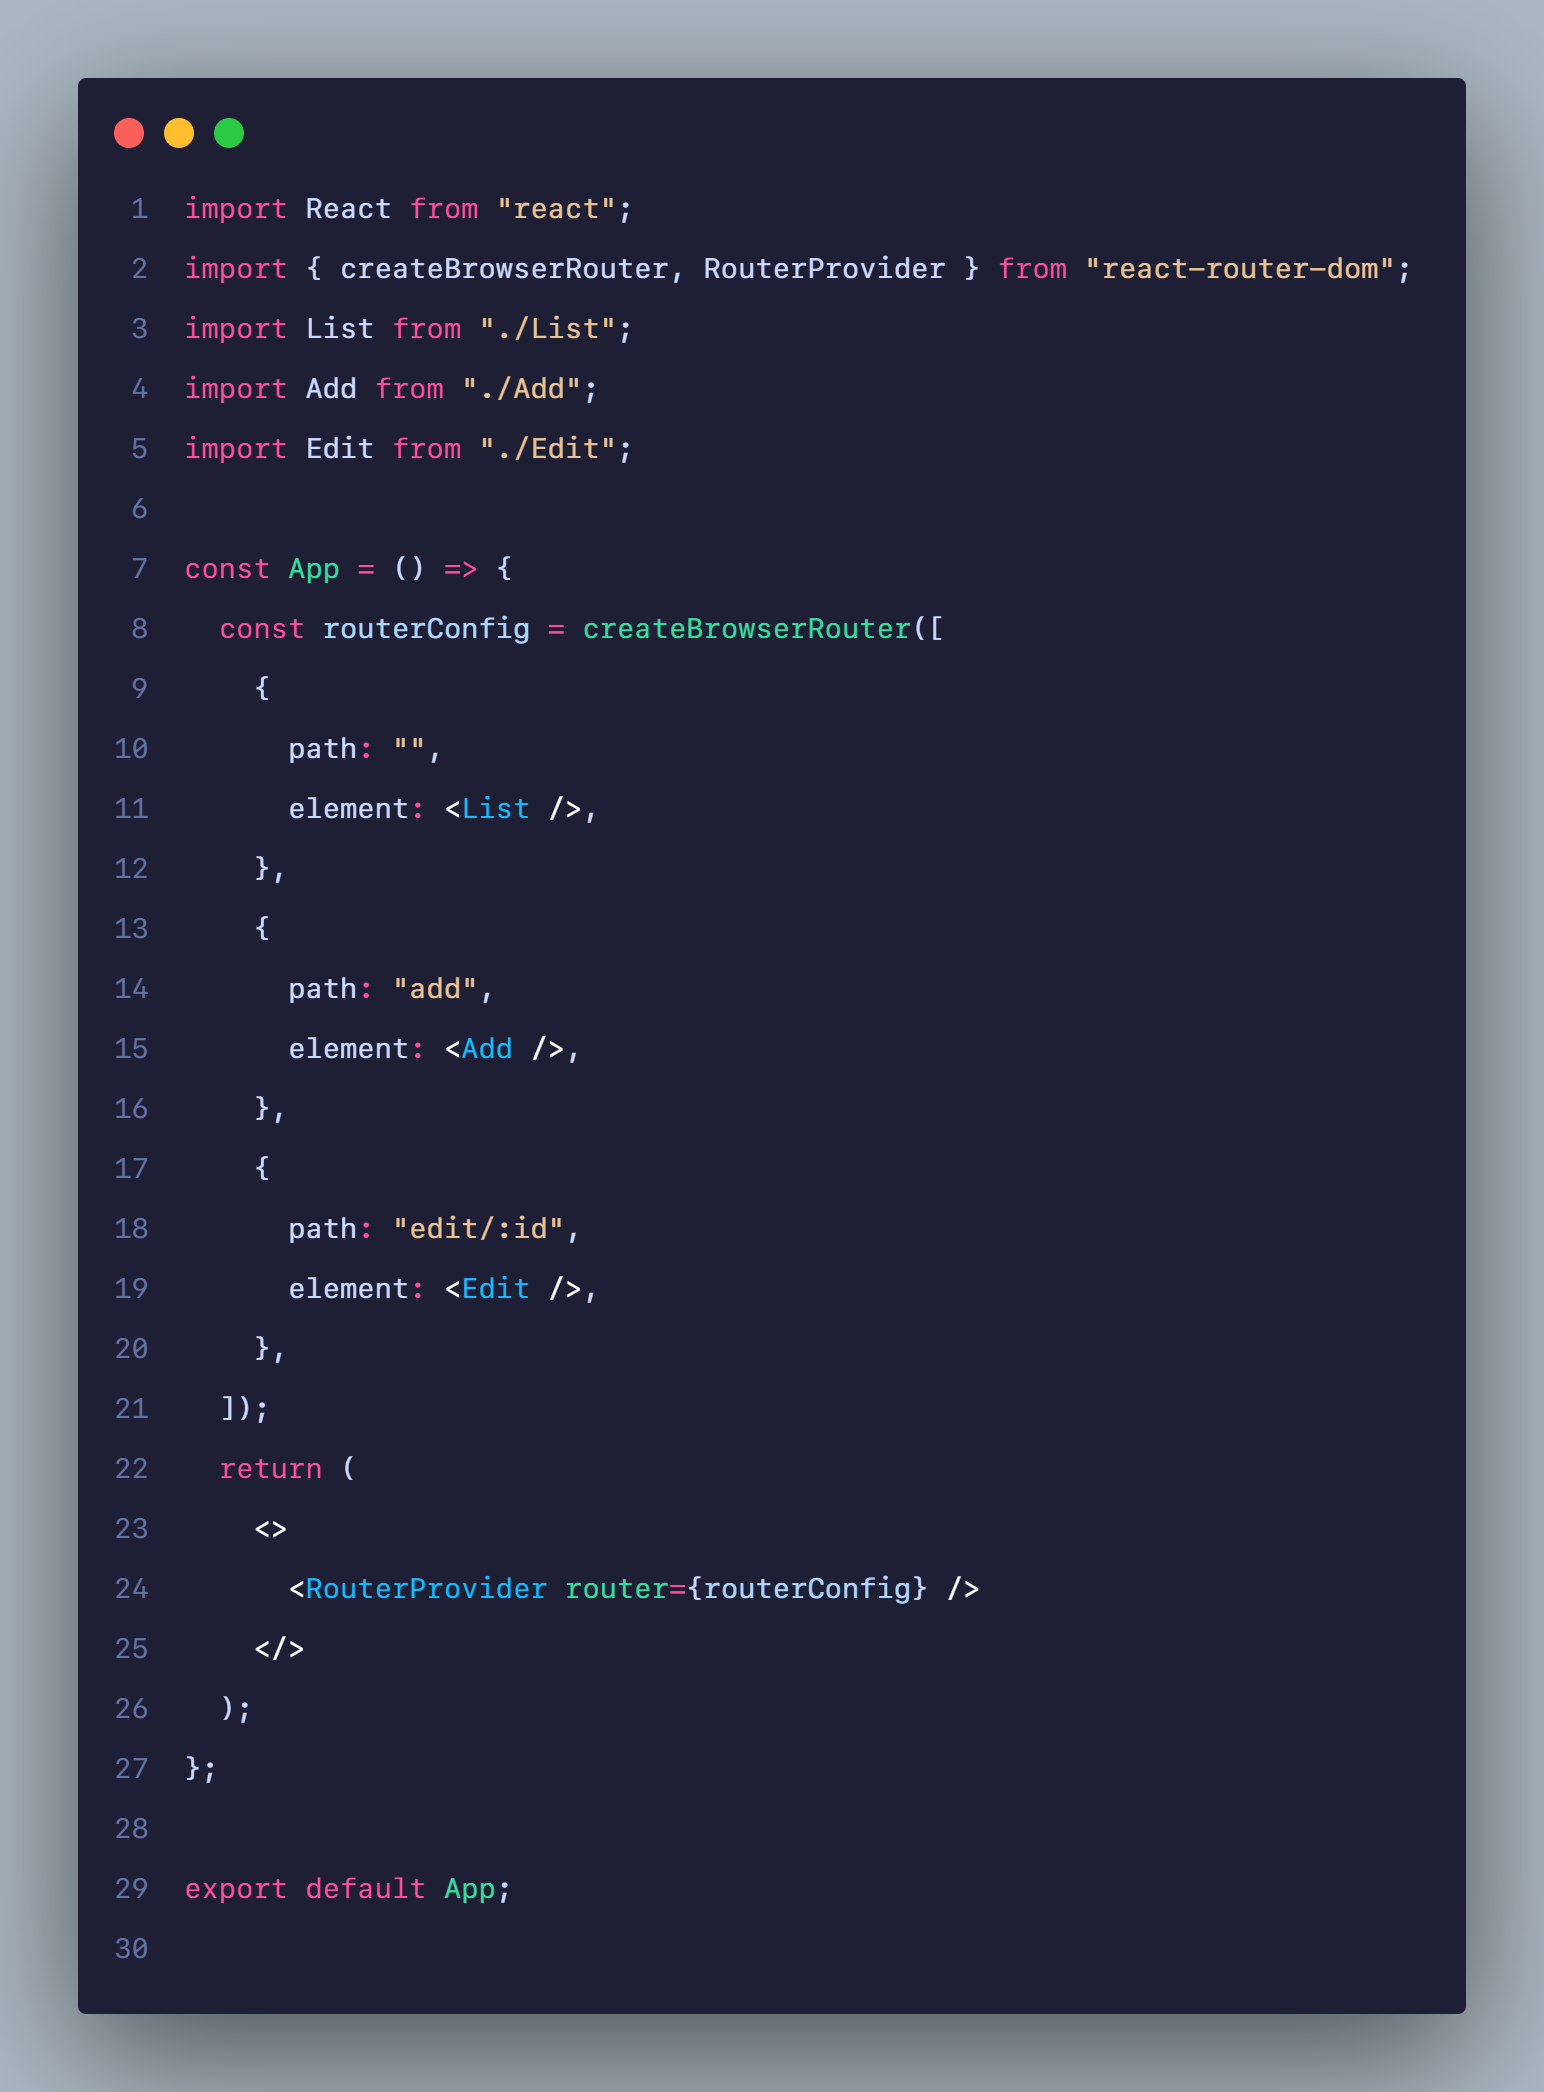 1 import React from "react";
2 import { createBrowserRouter, RouterProvider } from "react-router-dom";
3 import List from "./List";
4 import Add from "./Add";
5 import Edit from "./Edit";
6
7 const App = () => {
8   const routerConfig = createBrowserRouter([
9     {
10       path: "",
11       element: <List />,
12     },
13     {
14       path: "add",
15       element: <Add />,
16     },
17     {
18       path: "edit/:id",
19       element: <Edit />,
20     },
21   ]);
22   return (
23     <>
24       <RouterProvider router={routerConfig} />
25     </>
26   );
27 };
28
29 export default App;
30